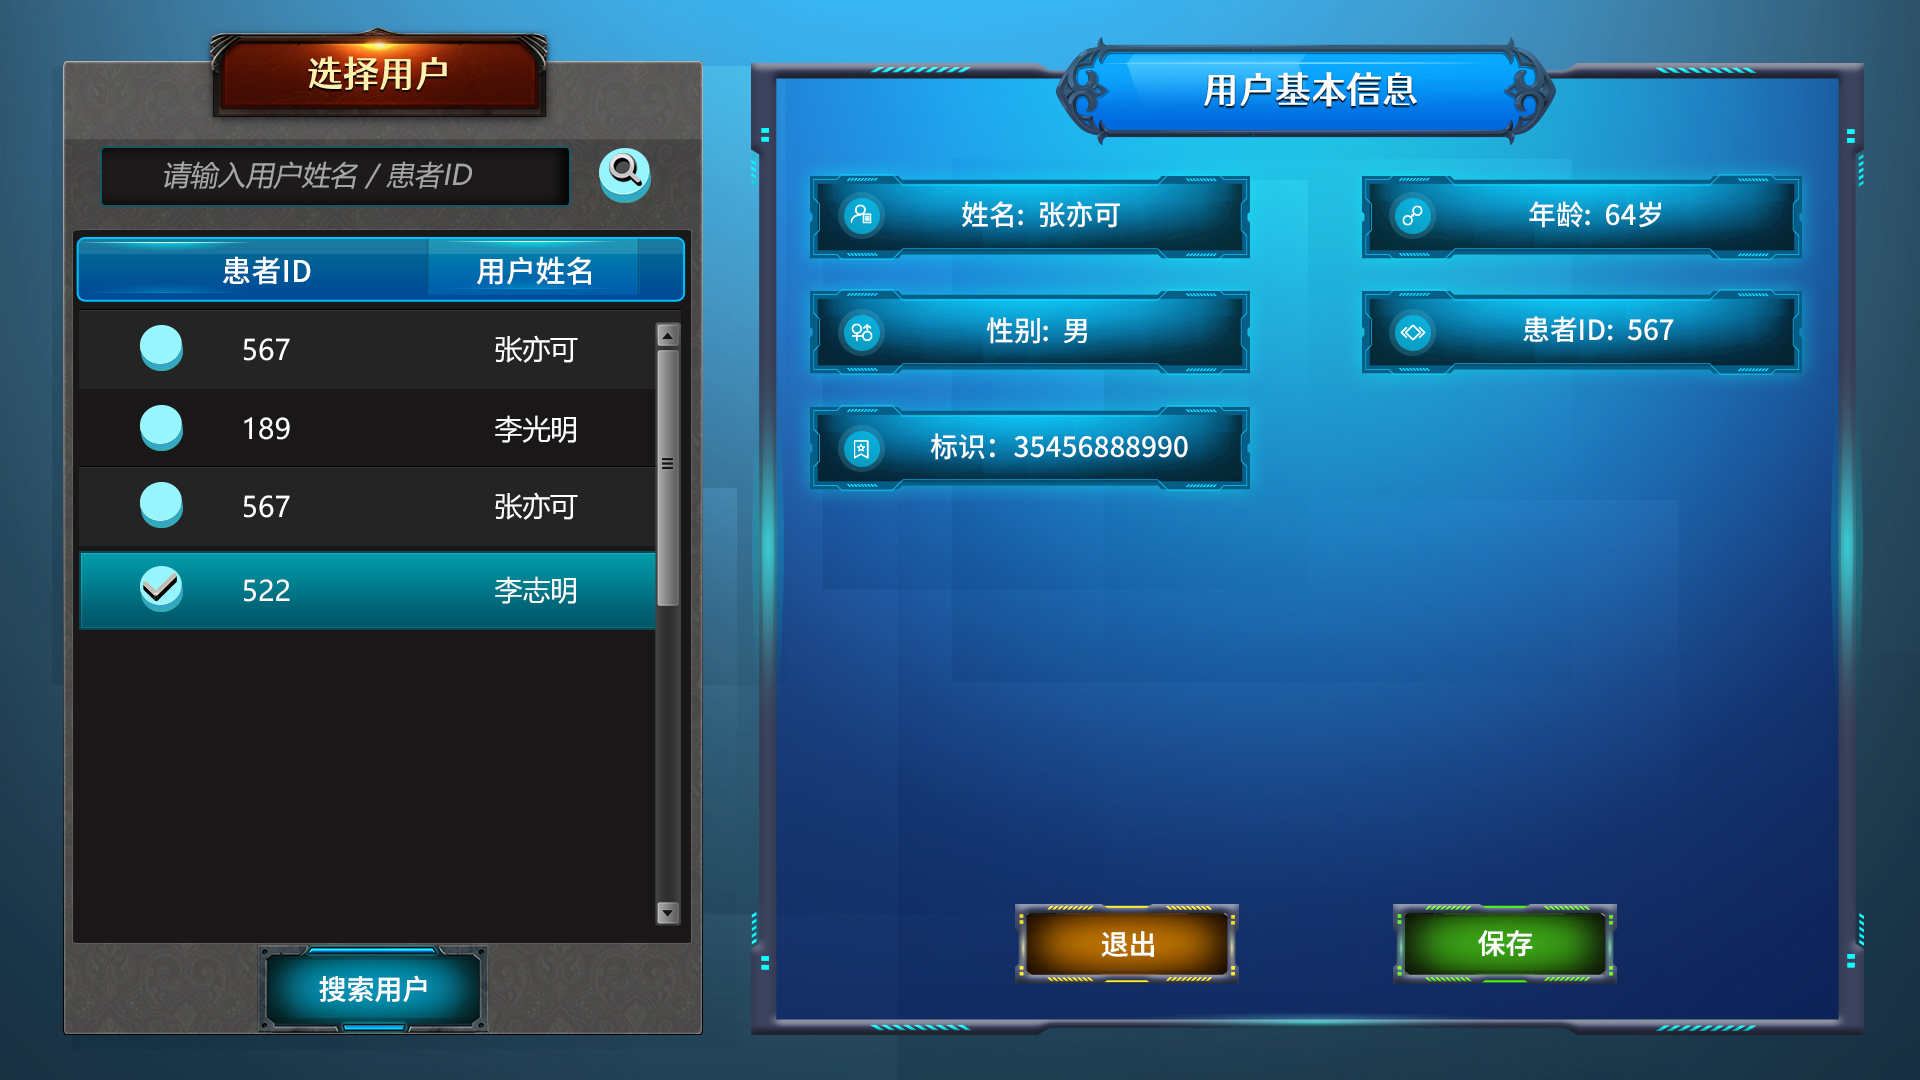 选择用户
请输入用户姓名 / 患者ID
患者ID 用户姓名
567 张亦可
189 李光明
567 张亦可
522 李志明
搜索用户
用户基本信息
姓名: 张亦可
年龄: 64岁
性别: 男
患者ID: 567
标识: 35456888990
退出
保存